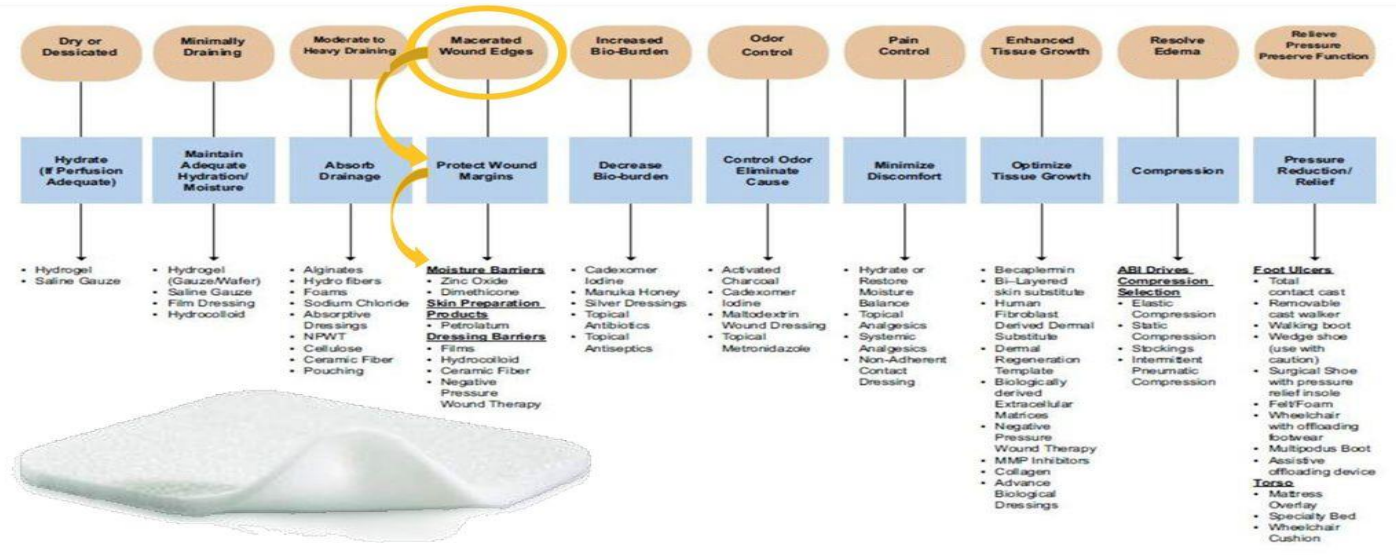 Dry or
Dessicated
Minimally
Draining
Moderate to
Heavy Draining
Macerated
Wound Edges
Increased
Bio-Burden
Odor
Control
Pain
Control
Enhanced
Tissue Growth
Resolve
Edema
Relieve
Pressure
Preserve Function
Hydrate
(If Perfusion
Adequate)
Maintain
Adequate
Hydration/
Moisture
Absorb
Drainage
Protect Wound
Margins
Decrease
Bio-burden
Control Odor
Eliminate
Cause
Minimize
Discomfort
Optimize
Tissue Growth
Compression
Pressure
Reduction/
Relief
• Hydrogel
• Saline Gauze
• Hydrogel
(Gauze/Wafer)
• Saline Gauze
• Film Dressing
• Hydrocolloid
• Alginates
• Hydro fibers
• Foams
• Sodium Chloride
• Absorptive
Dressings
• NPWT
• Cellulose
• Ceramic Fiber
• Pouching
Moisture Barriers
• Zinc Oxide
• Dimethicone
Skin Preparation
Products
• Petrolatum
Dressing Barriers
• Films
• Hydrocolloid
• Ceramic Fiber
• Negative
Pressure
Wound Therapy
• Cadexomer
Iodine
• Manuka Honey
• Silver Dressings
• Topical
Antibiotics
• Topical
Antiseptics
• Activated
Charcoal
• Cadexomer
Iodine
• Maltodextrin
Wound Dressing
• Topical
Metronidazole
• Hydrate or
Restore
Moisture
Balance
• Topical
Analgesics
• Systemic
Analgesics
• Non-Adherent
Contact
Dressing
• Becaplermin
• Bi-Layered
skin substitute
• Human
Fibroblast
Derived Dermal
Substitute
• Dermal
Regeneration
Template
• Biologically
derived
Extracellular
Matrices
• Negative
Pressure
Wound Therapy
• MMP Inhibitors
• Collagen
• Advance
Biological
Dressings
ABI Drives
Compression
Selection
• Elastic
Compression
• Static
Compression
• Stockings
• Intermittent
Pneumatic
Compression
Foot Ulcers
• Total
contact cast
• Removable
cast walker
• Walking boot
• Wedge shoe
(use with
caution)
• Surgical Shoe
with pressure
relief insole
• Felt/Foam
• Wheelchair
with offloading
footwear
• Multipodus Boot
• Assistive
offloading device
Torso
• Mattress
Overlay
• Specialty Bed
• Wheelchair
Cushion